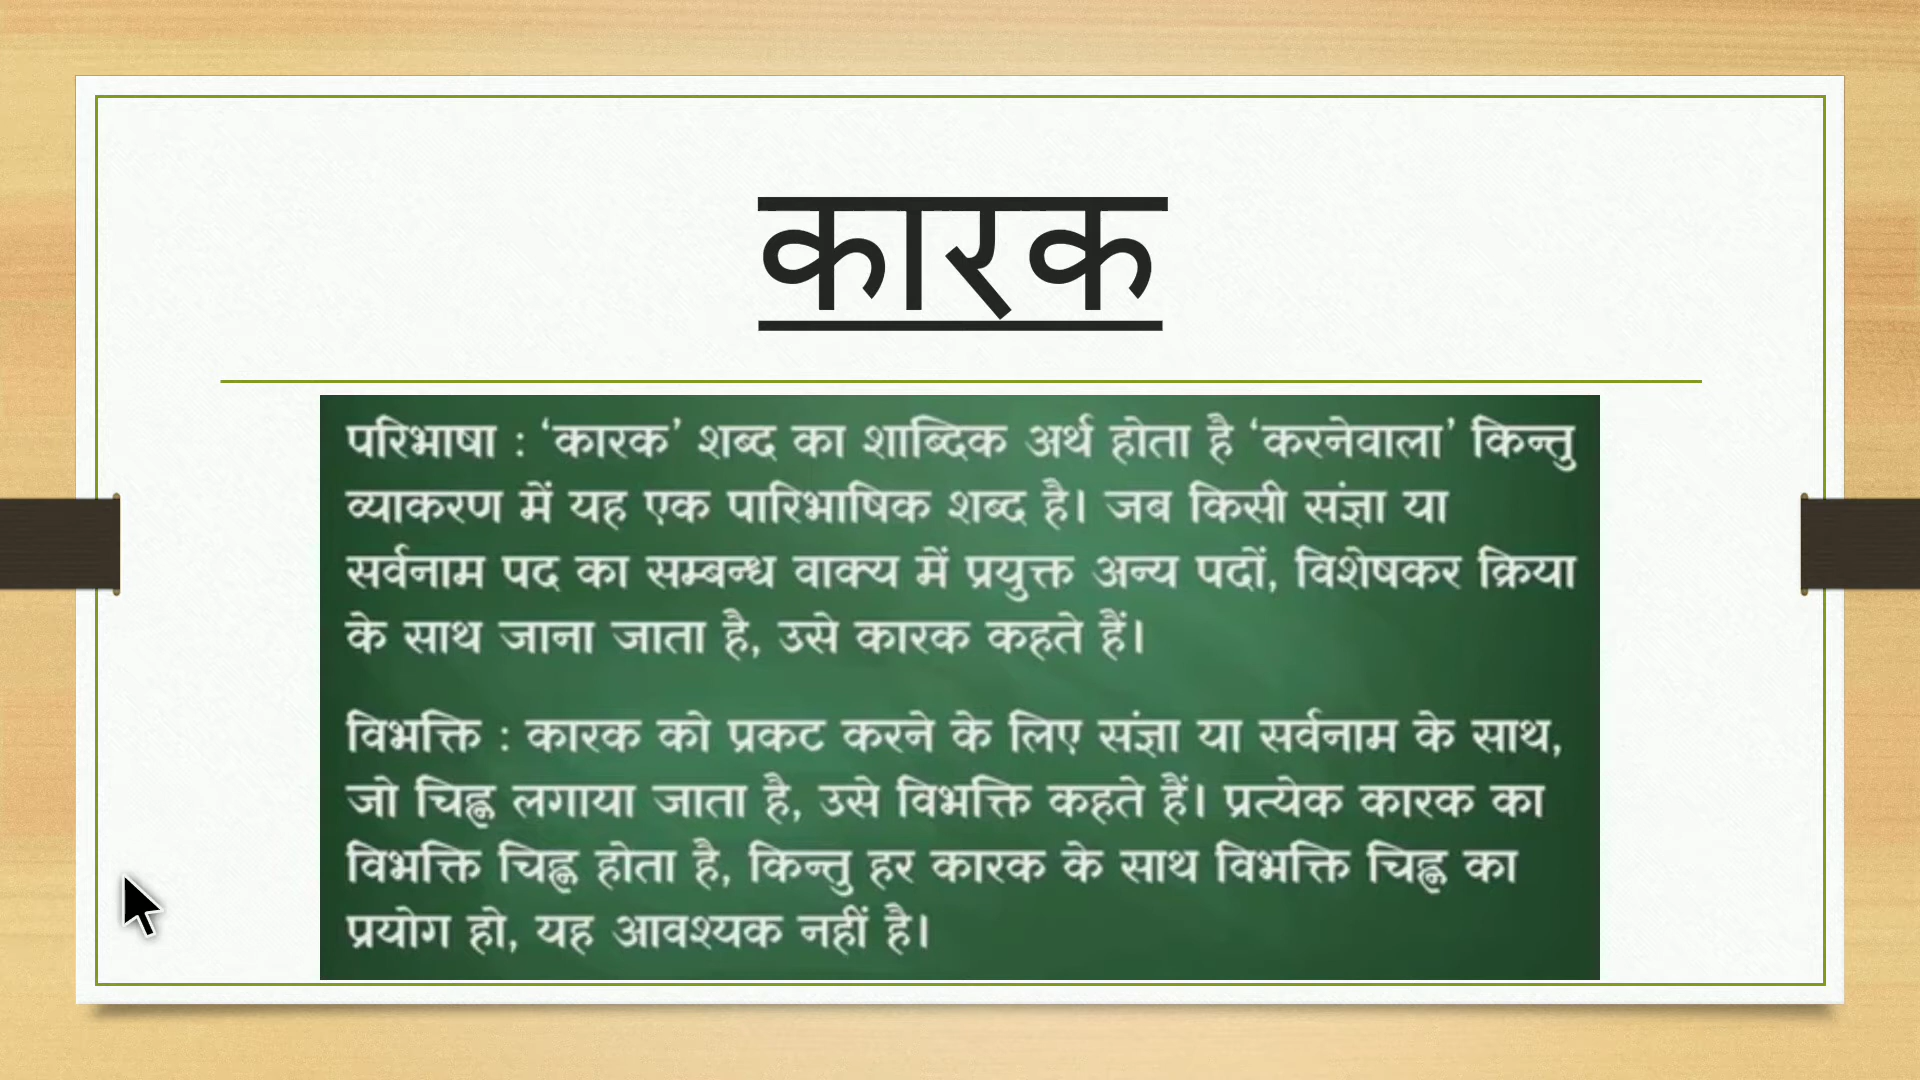 कारक
परिभाषा : ‘कारक’ शब्द का शाब्दिक अर्थ होता है ‘करनेवाला’ किन्तु
व्याकरण में यह एक पारिभाषिक शब्द है। जब किसी संज्ञा या
सर्वनाम पद का सम्बन्ध वाक्य में प्रयुक्त अन्य पदों, विशेषकर क्रिया
के साथ जाना जाता है, उसे कारक कहते हैं।
विभक्ति : कारक को प्रकट करने के लिए संज्ञा या सर्वनाम के साथ,
जो चिह्न लगाया जाता है, उसे विभक्ति कहते हैं। प्रत्येक कारक का
विभक्ति चिह्न होता है, किन्तु हर कारक के साथ विभक्ति चिह्न का
प्रयोग हो, यह आवश्यक नहीं है।